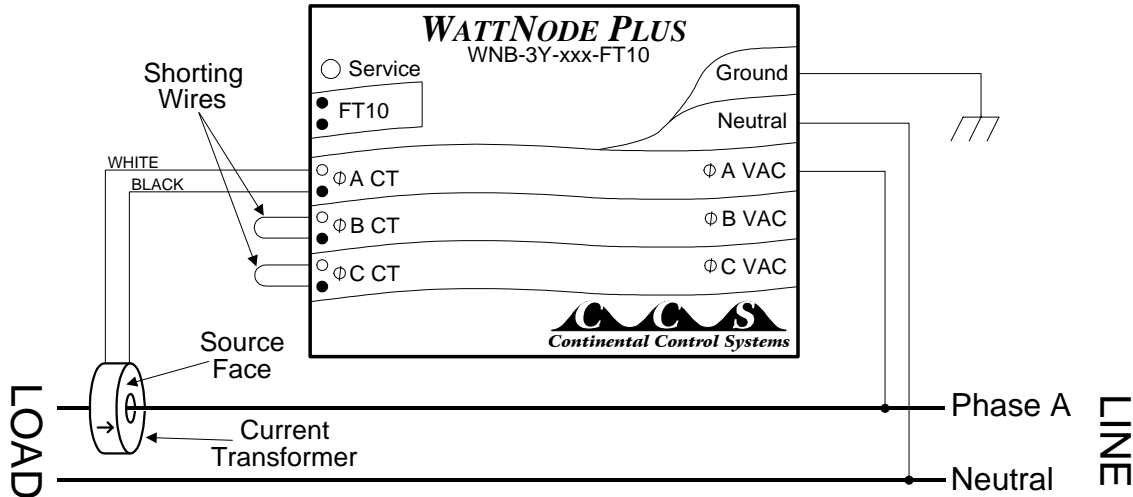 WATTNODE PLUS
WNB-3Y-xxx-FT10
Service
FT10
Ground
Neutral
Shorting
Wires
WHITE
BLACK
ΦA CT
ΦA VAC
ΦB CT
ΦB VAC
ΦC CT
ΦC VAC
CCS
Continental Control Systems
Source
Face
LOAD
Current
Transformer
Phase A
Neutral
LINE